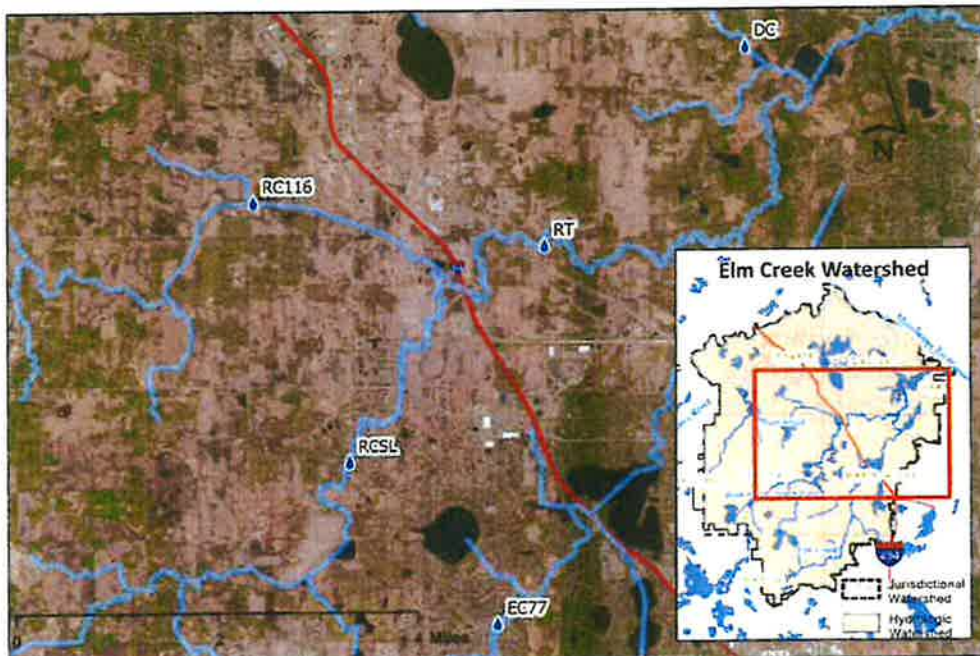 DC
RC116
RT
N
RCSL
EC77
0
2
4 Miles
Elm Creek Watershed
Jurisdictional
Watershed
Hydrologic
Watershed